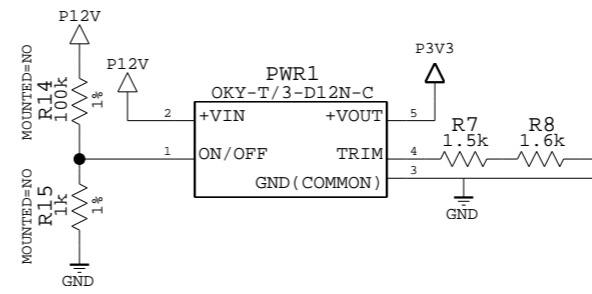 P12V
MOUNTED=NO
R14
100k
1%
P12V
PWR1
OKY-T/3-D12N-C
P3V3
2
+VIN
+VOUT
5
1
ON/OFF
TRIM
4
GND(COMMON)
3
R7
1.5k
R8
1.6k
GND
MOUNTED=NO
R15
1k
1%
GND